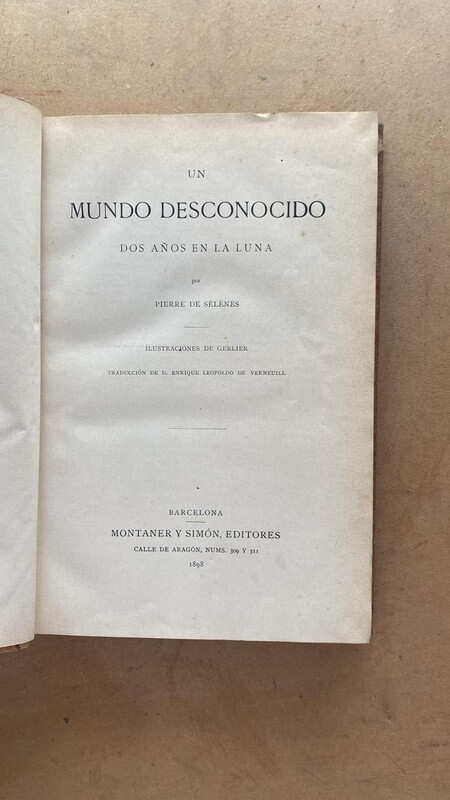 UN
MUNDO DESCONOCIDO
DOS AÑOS EN LA LUNA
por
PIERRE DE SÉLÈNES
ILUSTRACIONES DE GERLIER
TRADUCCIÓN DE D. ENRIQUE LEOPOLDO DE VERNEUILL
BARCELONA
MONTANER Y SIMÓN, EDITORES
CALLE DE ARAGÓN, NUMS. 309 Y 311
1898